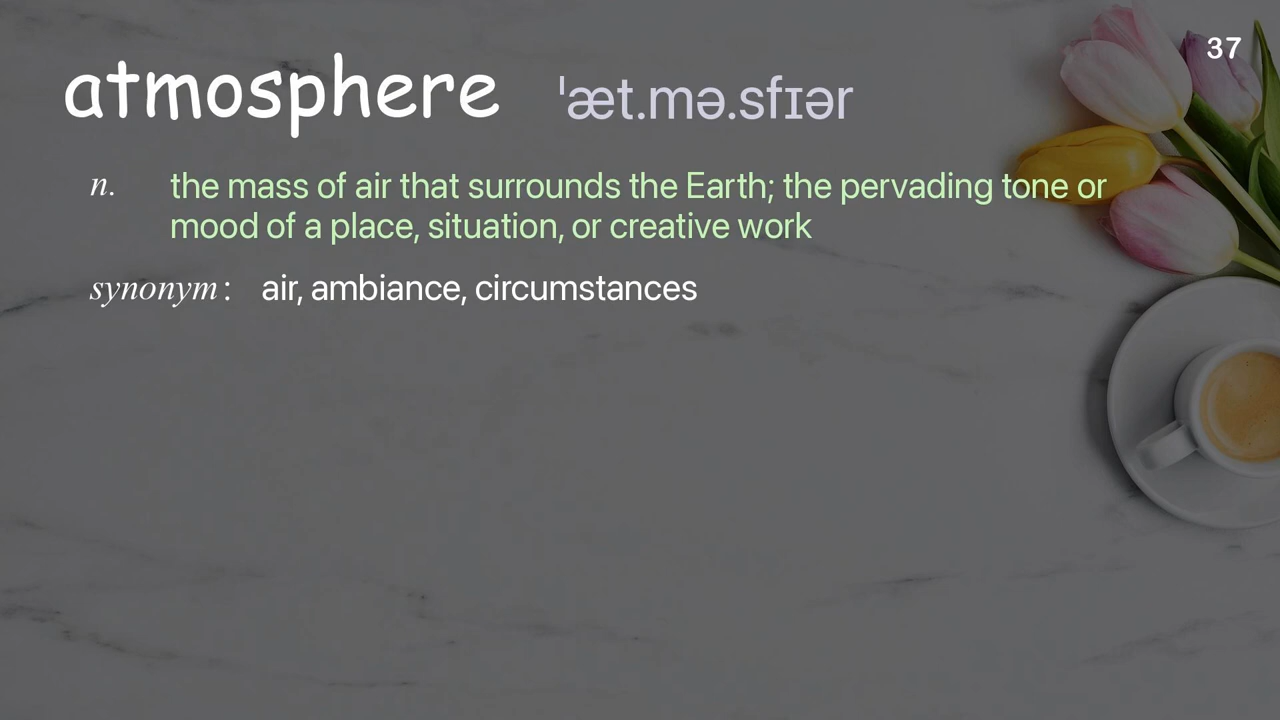 37
atmosphere ˈæt.mə.sfɪər
n. the mass of air that surrounds the Earth; the pervading tone or
mood of a place, situation, or creative work
synonym: air, ambiance, circumstances